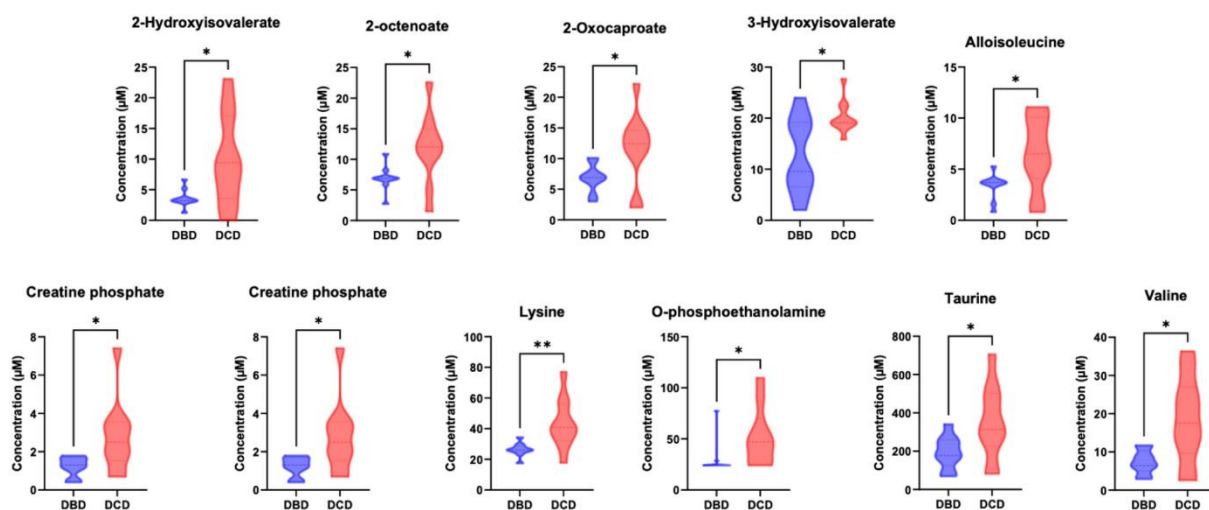 2-Hydroxyisovalerate
*
Concentration (µM)
25
20
15
10
5
0
DBD DCD
2-octenoate
*
Concentration (µM)
25
20
15
10
5
0
DBD DCD
2-Oxocaproate
*
Concentration (µM)
25
20
15
10
5
0
DBD DCD
3-Hydroxyisovalerate
*
Concentration (µM)
30
20
10
0
DBD DCD
Alloisoleucine
*
Concentration (µM)
15
10
5
0
DBD DCD
Creatine phosphate
*
Concentration (µM)
8
6
4
2
0
DBD DCD
Creatine phosphate
*
Concentration (µM)
8
6
4
2
0
DBD DCD
Lysine
**
Concentration (µM)
100
80
60
40
20
0
DBD DCD
O-phosphoethanolamine
*
Concentration (µM)
150
100
50
0
DBD DCD
Taurine
*
Concentration (µM)
800
600
400
200
0
DBD DCD
Valine
*
Concentration (µM)
40
30
20
10
0
DBD DCD